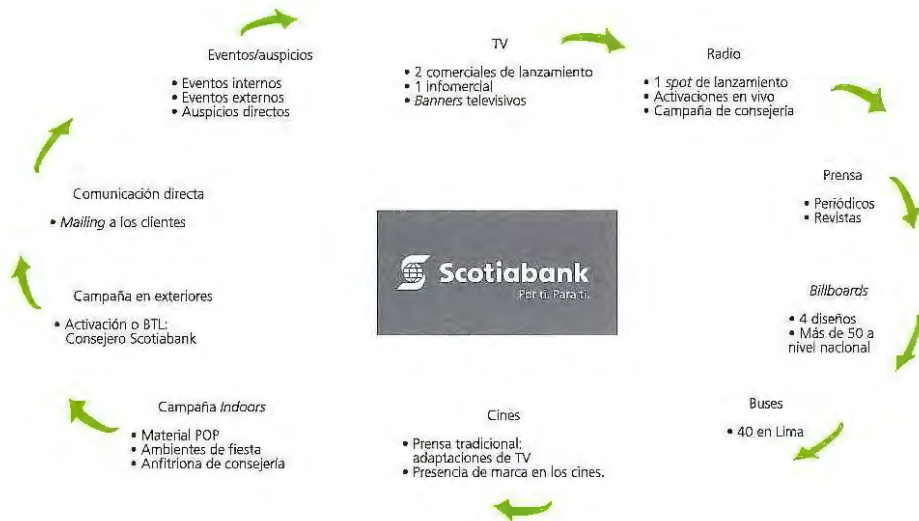 Eventos/auspicios
• Eventos internos
• Eventos externos
• Auspicios directos
TV
• 2 comerciales de lanzamiento
• 1 infomercial
• Banners televisivos
Radio
• 1 spot de lanzamiento
• Activaciones en vivo
• Campaña de consejería
Prensa
• Periódicos
• Revistas
Billboards
• 4 diseños
• Más de 50 a
nivel nacional
Buses
• 40 en Lima
Cines
• Prensa tradicional:
adaptaciones de TV
• Presencia de marca en los cines.
Campaña Indoors
• Material POP
• Ambientes de fiesta
• Anfitriona de consejería
Campaña en exteriores
• Activación o BTL:
Consejero Scotiabank
Comunicación directa
• Mailing a los clientes
Scotiabank
Por ti. Para ti.